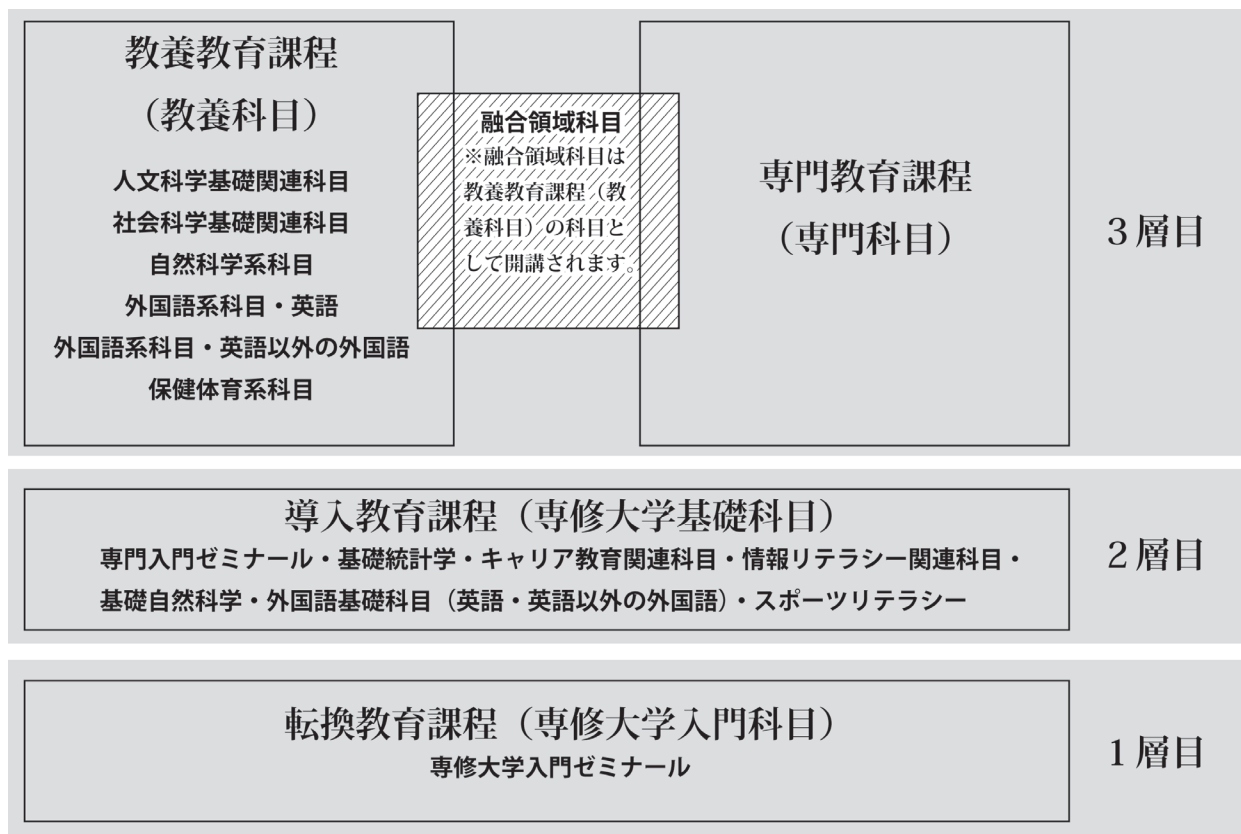 教養教育課程
（教養科目）
人文科学基礎関連科目
社会科学基礎関連科目
自然科学系科目
外国語系科目・英語
外国語系科目・英語以外の外国語
保健体育系科目
融合領域科目
※融合領域科目は
教養教育課程（教
養科目）の科目と
して開講されます。
専門教育課程
（専門科目）
3層目
導入教育課程（専修大学基礎科目）
専門入門ゼミナール・基礎統計学・キャリア教育関連科目・情報リテラシー関連科目・
基礎自然科学・外国語基礎科目（英語・英語以外の外国語）・スポーツリテラシー
2層目
転換教育課程（専修大学入門科目）
専修大学入門ゼミナール
1層目